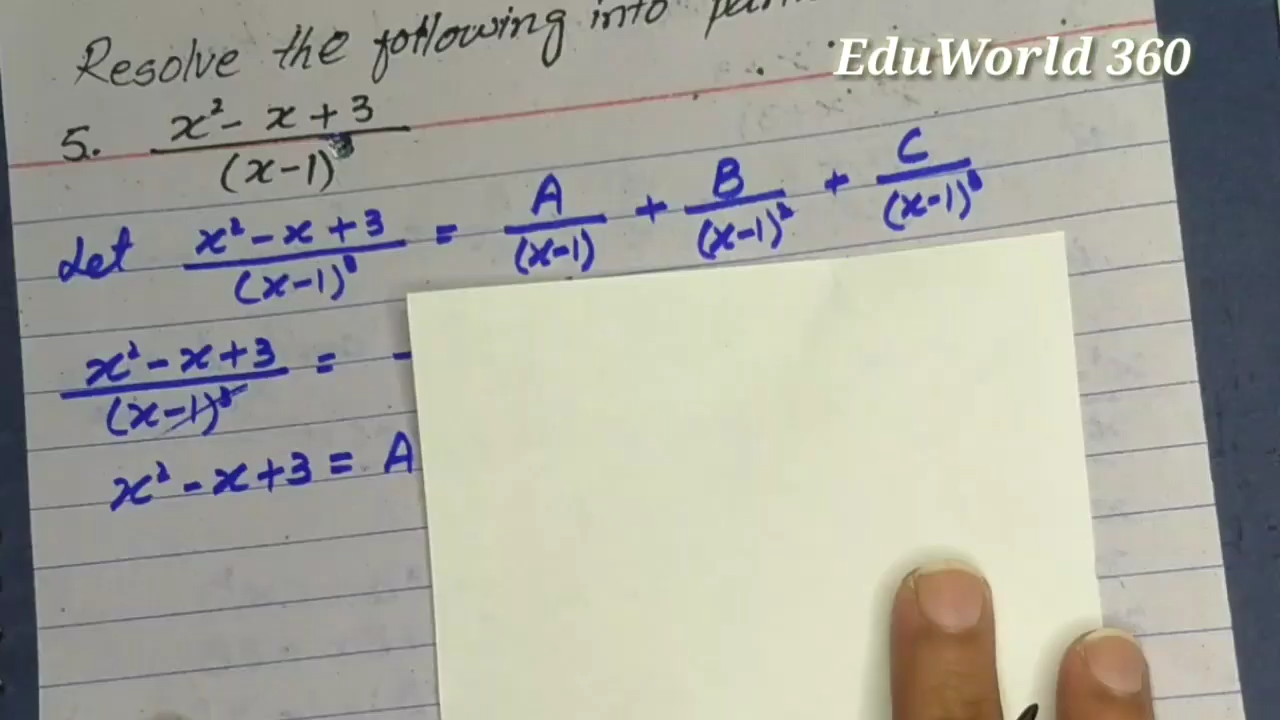 Resolve the following into
EduWorld 360
5. x² - x + 3 / (x-1)³
Let x² - x + 3 / (x-1)³ = A / (x-1) + B / (x-1)² + C / (x-1)³
x² - x + 3 / (x-1)³ = -
x² - x + 3 = A